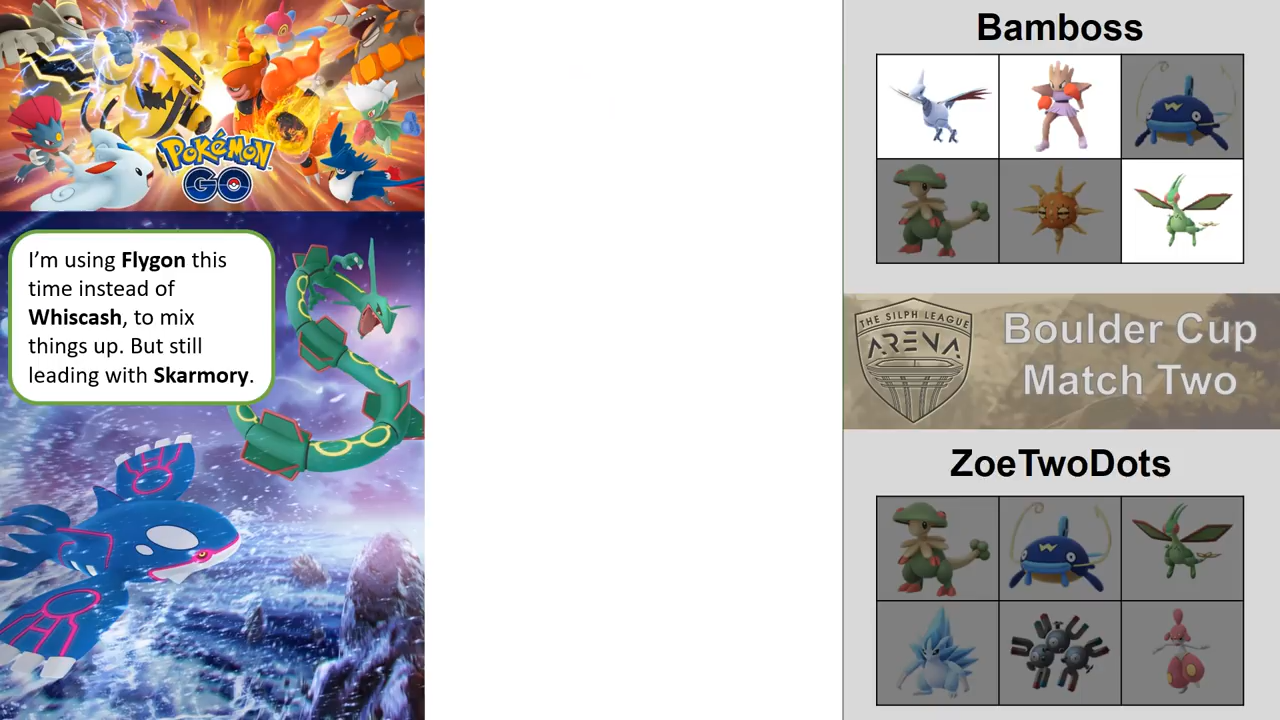 POKÉMON
GO
I'm using Flygon this
time instead of
Whiscash, to mix
things up. But still
leading with Skarmory.
Bamboss
THE SILPH LEAGUE
ARENA
Boulder Cup
Match Two
ZoeTwoDots